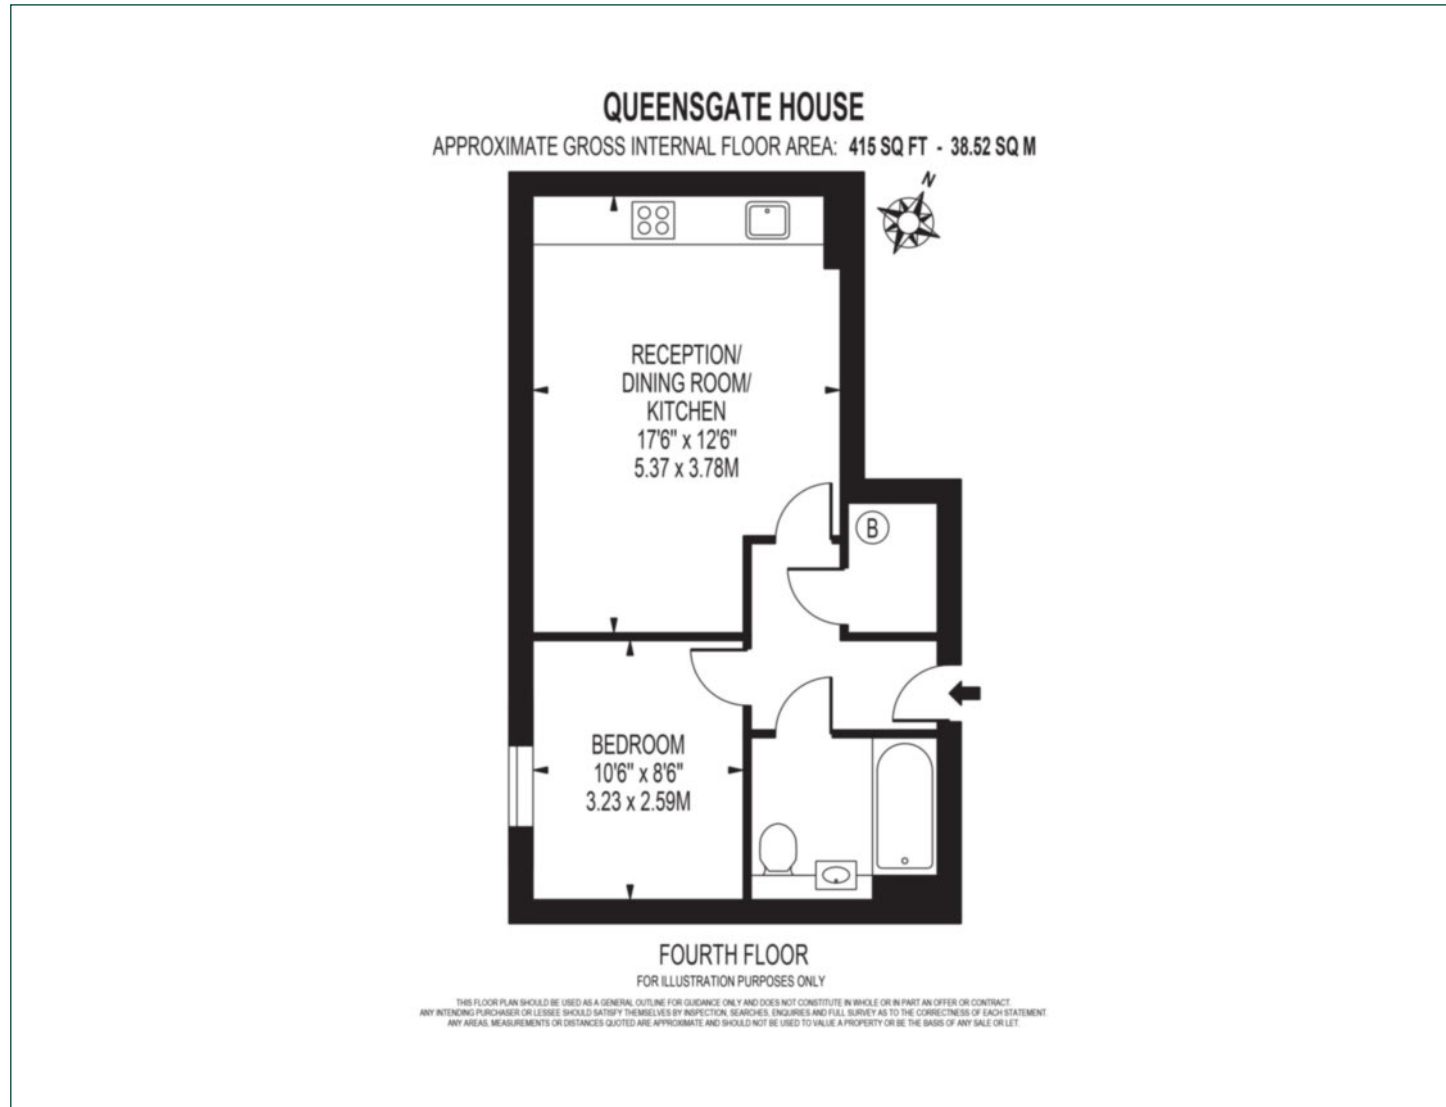 QUEENSGATE HOUSE
APPROXIMATE GROSS INTERNAL FLOOR AREA: 415 SQ FT - 38.52 SQ M
N
RECEPTION/
DINING ROOM/
KITCHEN
17'6" x 12'6"
5.37 x 3.78M
B
BEDROOM
10'6" x 8'6"
3.23 x 2.59M
FOURTH FLOOR
FOR ILLUSTRATION PURPOSES ONLY
THIS FLOOR PLAN SHOULD BE USED AS A GENERAL OUTLINE FOR GUIDANCE ONLY AND DOES NOT CONSTITUTE IN WHOLE OR IN PART AN OFFER OR CONTRACT.
ANY INTENDING PURCHASER OR LESSEE SHOULD SATISFY THEMSELVES BY INSPECTION, SEARCHES, ENQUIRIES AND FULL SURVEY AS TO THE CORRECTNESS OF EACH STATEMENT.
ANY AREAS, MEASUREMENTS OR DISTANCES QUOTED ARE APPROXIMATE AND SHOULD NOT BE USED TO VALUE A PROPERTY OR BE THE BASIS OF ANY SALE OR LET.